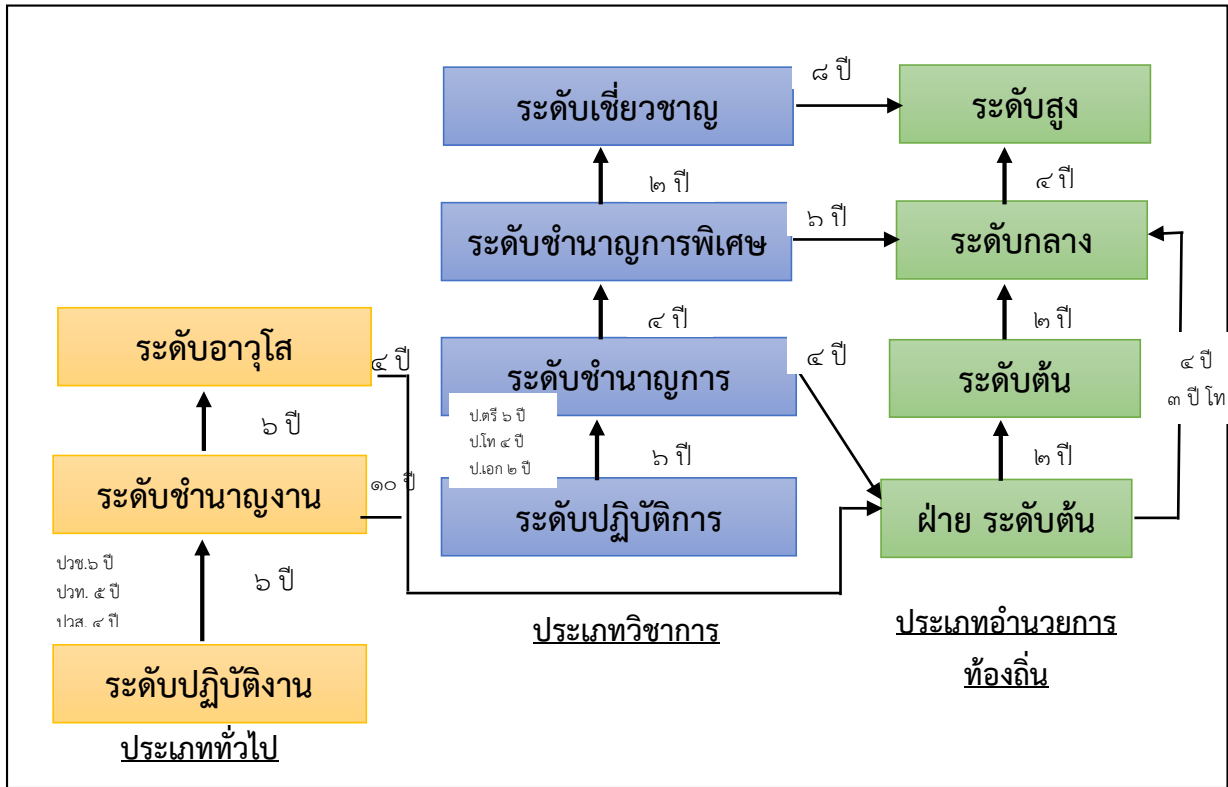 ๘ ปี
ระดับเชี่ยวชาญ
ระดับสูง
๒ ปี
๔ ปี
ระดับชำนาญการพิเศษ
๖ ปี
ระดับกลาง
๔ ปี
๒ ปี
ระดับอาวุโส
๔ ปี
ระดับชำนาญการ
๔ ปี
ระดับต้น
๔ ปี
๓ ปี โท
ป.ตรี ๖ ปี
ป.โท ๔ ปี
ป.เอก ๒ ปี
๖ ปี
๖ ปี
๒ ปี
ระดับชำนาญงาน
๑๐ ปี
ระดับปฏิบัติการ
ฝ่าย ระดับต้น
ปวช.๖ ปี
ปวท. ๕ ปี
ปวส. ๔ ปี
๖ ปี
ประเภทวิชาการ
ประเภทอำนวยการ
ท้องถิ่น
ระดับปฏิบัติงาน
ประเภททั่วไป